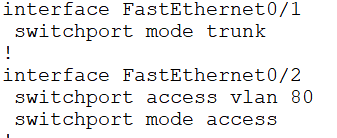 interface FastEthernet0/1
 switchport mode trunk
!
interface FastEthernet0/2
 switchport access vlan 80
 switchport mode access